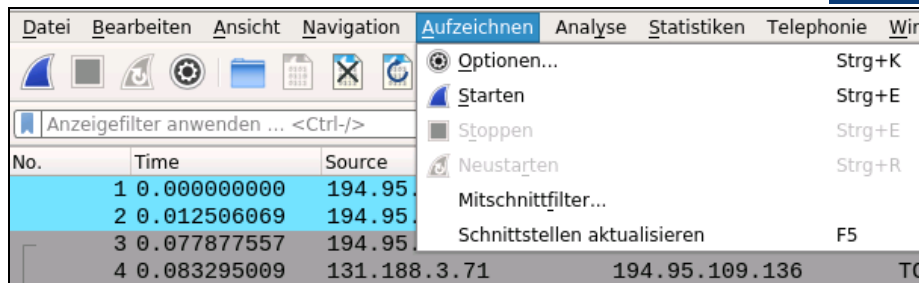 Datei Bearbeiten Ansicht Navigation Aufzeichnen Analyse Statistiken Telephonie
Optionen... Strg+K
Starten Strg+E
Stoppen Strg+E
Neustarten Strg+R
Mitschnittfilter...
Schnittstellen aktualisieren F5
Anzeigefilter anwenden ... <Ctrl-/>
No. Time Source
1 0.000000000 194.95.
2 0.012506069 194.95.
3 0.077877557 194.95.
4 0.083295009 131.188.3.71 194.95.109.136